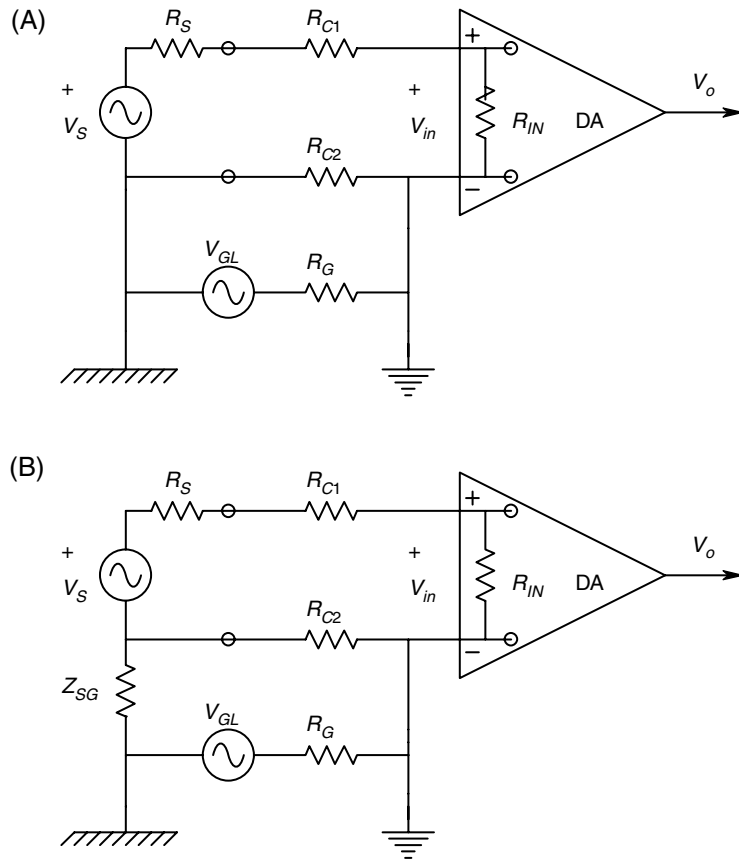 (A)
R_S
R_C1
+
V_S
+
V_in
+
R_IN
DA
V_o
R_C2
−
V_GL
R_G
(B)
R_S
R_C1
+
V_S
+
V_in
+
R_IN
DA
V_o
R_C2
−
Z_SG
V_GL
R_G